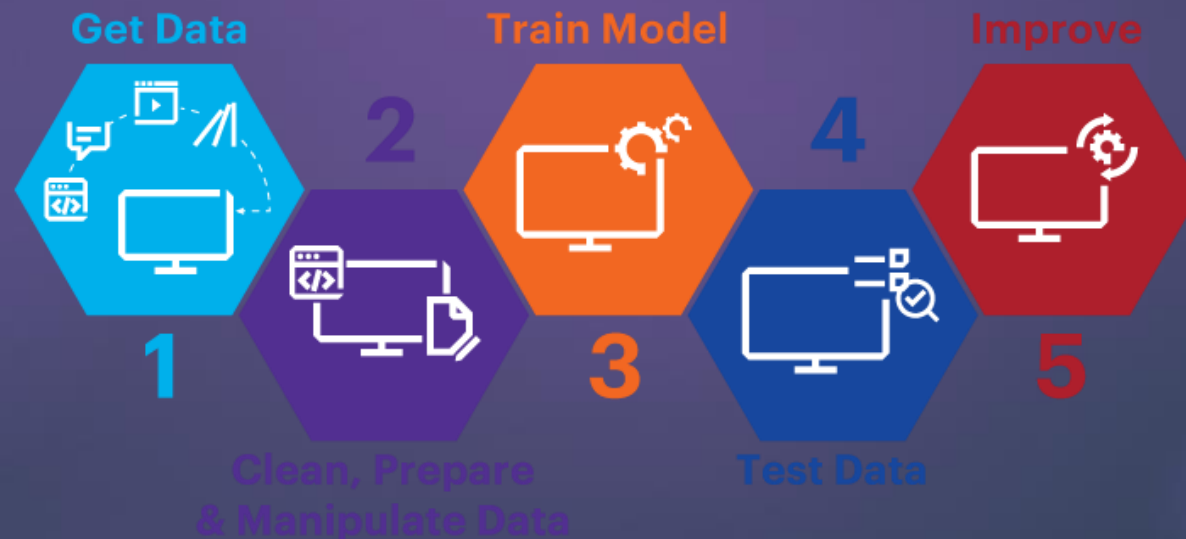 Get Data
1
2
Clean, Prepare
& Manipulate Data
Train Model
3
4
Test Data
Improve
5